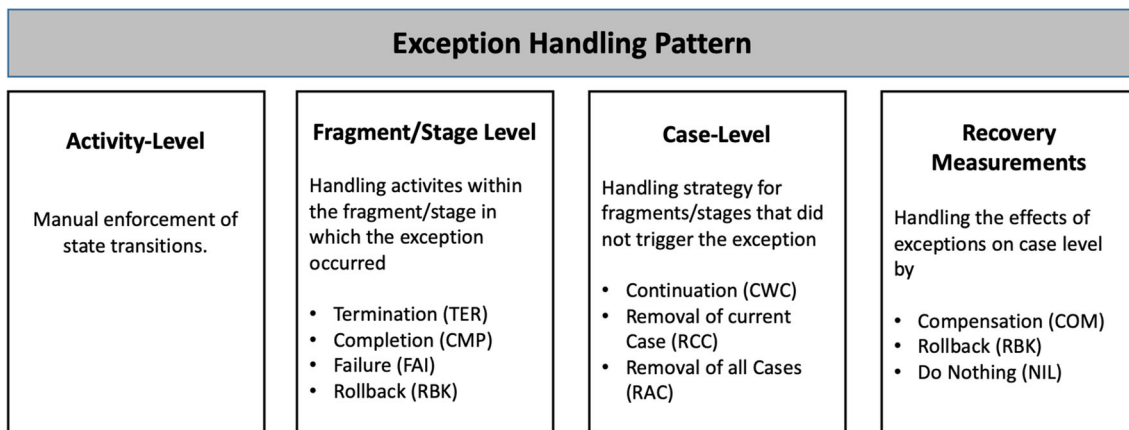 Exception Handling Pattern
Activity-Level
Manual enforcement of
state transitions.
Fragment/Stage Level
Handling activites within
the fragment/stage in
which the exception
occurred
• Termination (TER)
• Completion (CMP)
• Failure (FAI)
• Rollback (RBK)
Case-Level
Handling strategy for
fragments/stages that did
not trigger the exception
• Continuation (CWC)
• Removal of current
Case (RCC)
• Removal of all Cases
(RAC)
Recovery
Measurements
Handling the effects of
exceptions on case level
by
• Compensation (COM)
• Rollback (RBK)
• Do Nothing (NIL)